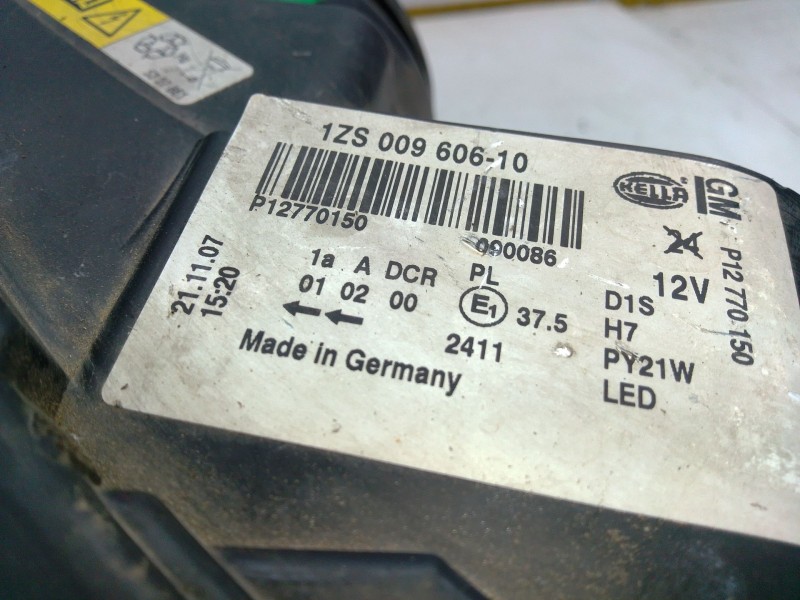 1ZS 009 606-10
P12770150
090086
HELLA
GM P12 770 150
24
12V
21.11.07
15:20
1a A DCR PL
01 02 00 E1 37.5
2411
Made in Germany
D1S
H7
PY21W
LED